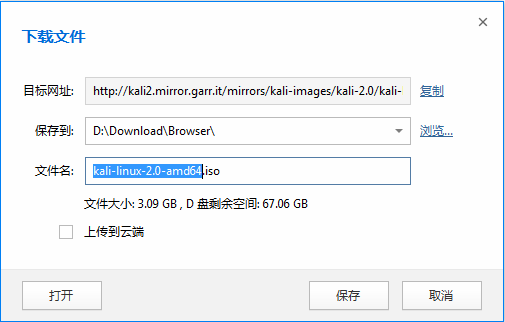 下载文件
目标网址: http://kali2.mirror.garr.it/mirrors/kali-images/kali-2.0/kali- 复制
保存到: D:\Download\Browser\ 浏览...
文件名: kali-linux-2.0-amd64.iso
文件大小: 3.09 GB , D 盘剩余空间: 67.06 GB
上传到云端
打开 保存 取消